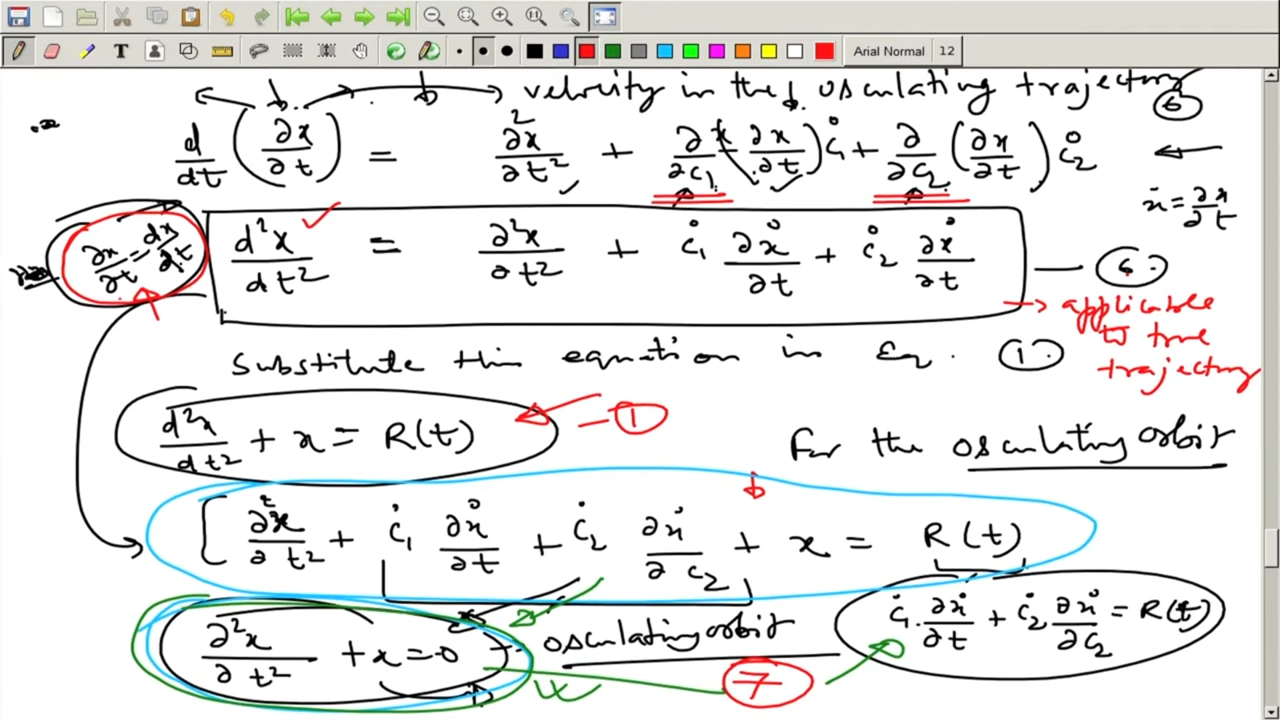 T
Arial Normal 12
velocity in the osculating trajectory
6
d/dt (∂x/∂t) = ∂²x/∂t² + ∂/∂c₁ (∂x/∂t) ċ₁ + ∂/∂c₂ (∂x/∂t) ċ₂
ẋ = ∂x/∂t
∂x/∂t = dx/dt
d²x/dt² = ∂²x/∂t² + ċ₁ ∂ẋ/∂t + ċ₂ ∂ẋ/∂t — 6.
→ applicable
to true
trajectory
substitute this equation in Eq. 1.
d²x/dt² + x = R(t) – 1
For the osculating orbit
[ ∂²x/∂t² + ċ₁ ∂ẋ/∂t + ċ₂ ∂ẋ/∂c₂ + x = R(t)
∂²x/∂t² + x = 0 – osculating orbit
7
ċ₁. ∂ẋ/∂t + ċ₂ ∂ẋ/∂c₂ = R(t)